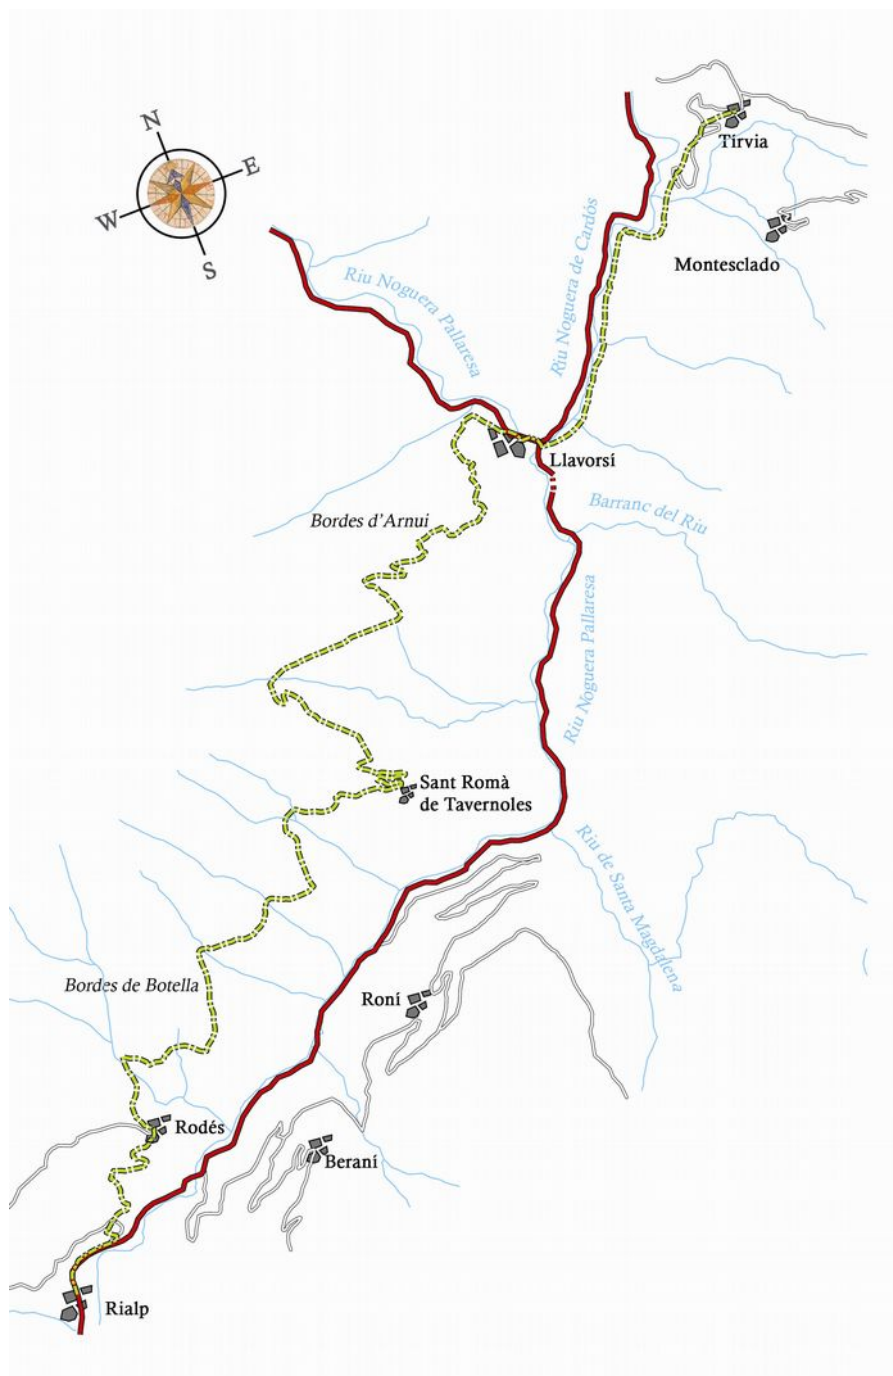 N
E
W
S
Tirvia
Montesclado
Riu Noguera de Cardós
Riu Noguera Pallaresa
Llavorsí
Barranc del Riu
Bordes d'Arnui
Riu Noguera Pallaresa
Sant Romà
de Tavernoles
Riu de Santa Magdalena
Bordes de Botella
Roní
Rodés
Beraní
Rialp